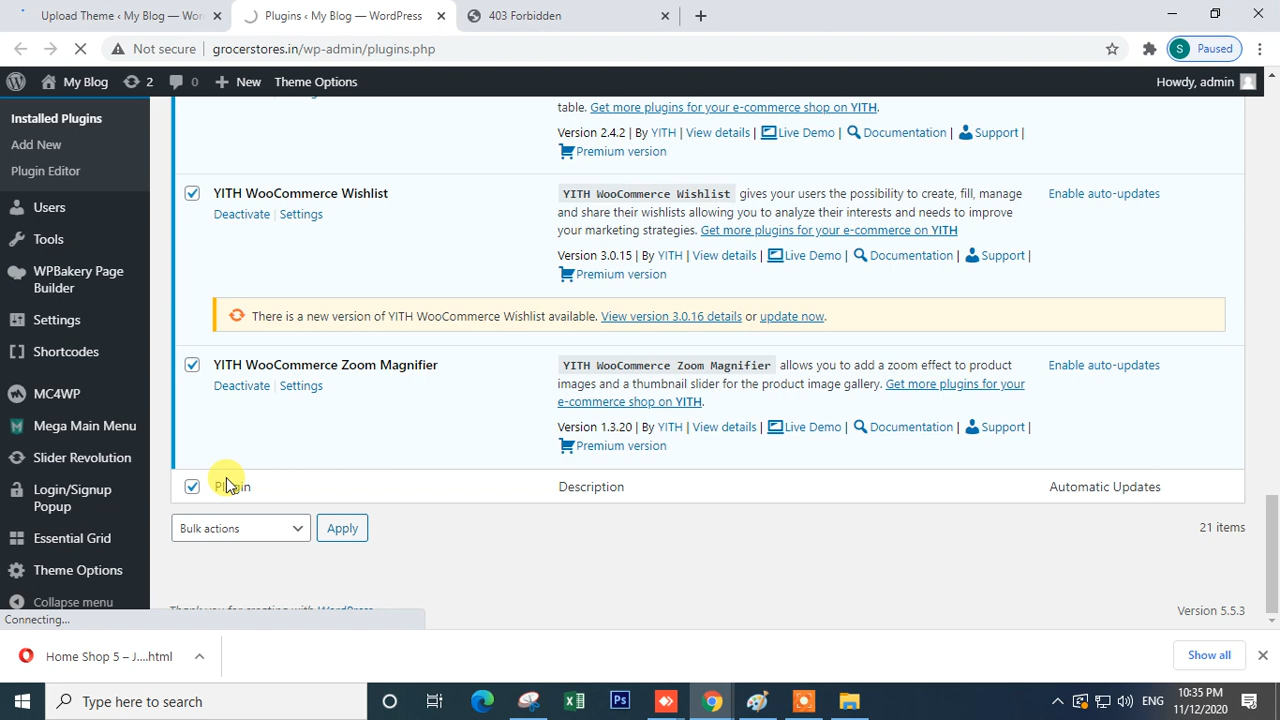 Upload Theme ‹ My Blog — WordPre
Plugins ‹ My Blog — WordPress
403 Forbidden
Not secure
grocerstores.in/wp-admin/plugins.php
Paused
S
My Blog
2
0
New
Theme Options
Howdy, admin
Installed Plugins
Add New
Plugin Editor
Users
Tools
WPBakery Page
Builder
Settings
Shortcodes
MC4WP
Mega Main Menu
Slider Revolution
Login/Signup
Popup
Essential Grid
Theme Options
Collapse menu
table. Get more plugins for your e-commerce shop on YITH.
Version 2.4.2 | By YITH | View details | Live Demo | Documentation | Support |
Premium version
YITH WooCommerce Wishlist
Deactivate | Settings
YITH WooCommerce Wishlist gives your users the possibility to create, fill, manage
and share their wishlists allowing you to analyze their interests and needs to improve
your marketing strategies. Get more plugins for your e-commerce on YITH
Enable auto-updates
Version 3.0.15 | By YITH | View details | Live Demo | Documentation | Support |
Premium version
There is a new version of YITH WooCommerce Wishlist available. View version 3.0.16 details or update now.
YITH WooCommerce Zoom Magnifier
Deactivate | Settings
YITH WooCommerce Zoom Magnifier allows you to add a zoom effect to product
images and a thumbnail slider for the product image gallery. Get more plugins for your
e-commerce shop on YITH.
Enable auto-updates
Version 1.3.20 | By YITH | View details | Live Demo | Documentation | Support |
Premium version
Plugin
Description
Automatic Updates
Bulk actions
Apply
21 items
Thank you for creating with WordPress
Version 5.5.3
Connecting...
Home Shop 5 – J....html
Show all
Type here to search
ENG
10:35 PM
11/12/2020